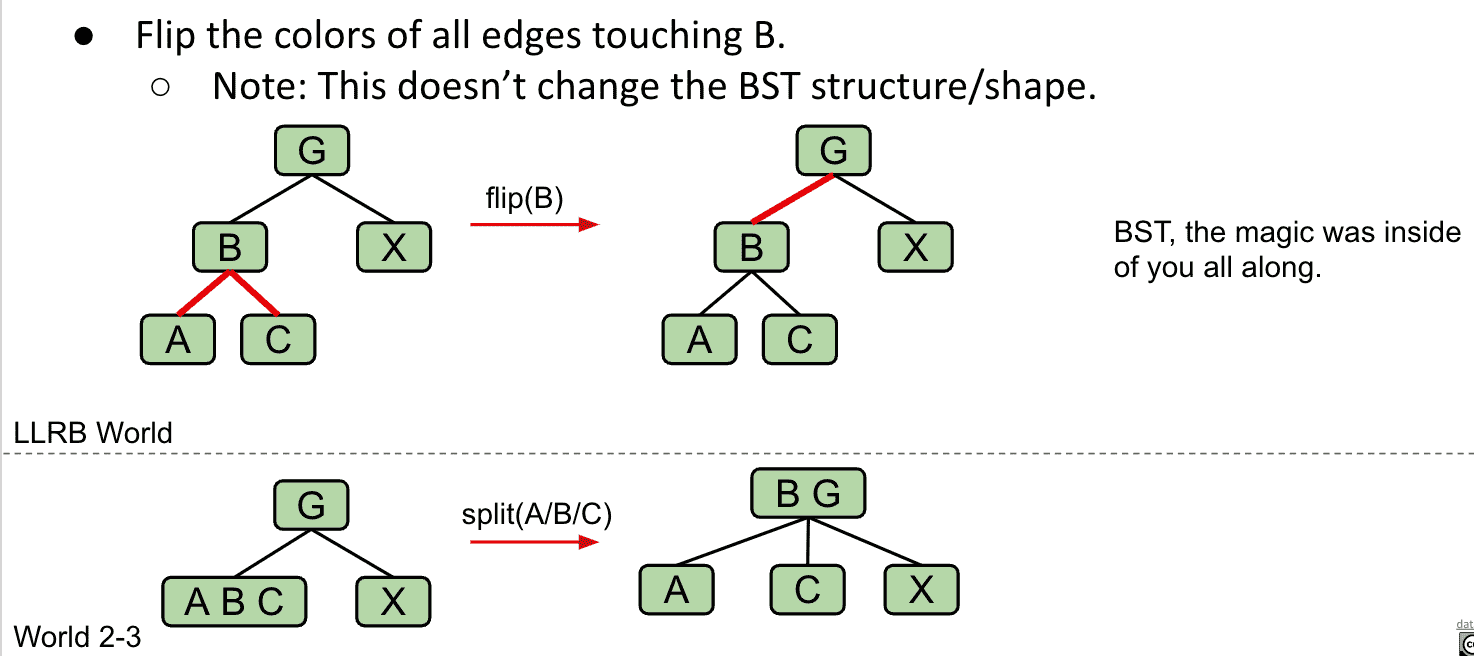 ● Flip the colors of all edges touching B.
○ Note: This doesn’t change the BST structure/shape.
G
B
X
A
C
flip(B)
G
B
X
A
C
BST, the magic was inside
of you all along.
LLRB World
G
A B C
X
split(A/B/C)
B G
A
C
X
World 2-3
dat